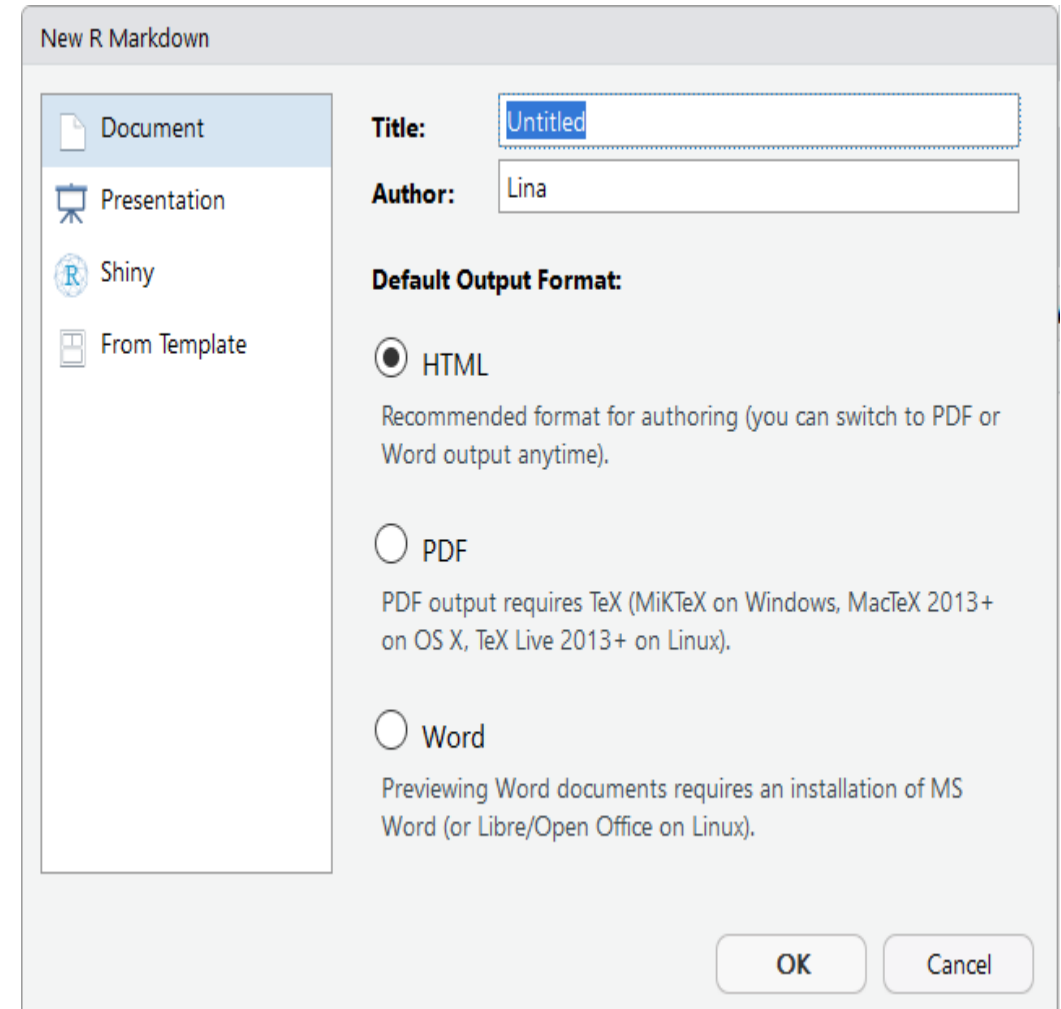 New R Markdown
Document
Presentation
R Shiny
From Template
Title: Untitled
Author: Lina
Default Output Format:
HTML
Recommended format for authoring (you can switch to PDF or
Word output anytime).
PDF
PDF output requires TeX (MiKTeX on Windows, MacTeX 2013+
on OS X, TeX Live 2013+ on Linux).
Word
Previewing Word documents requires an installation of MS
Word (or Libre/Open Office on Linux).
OK Cancel